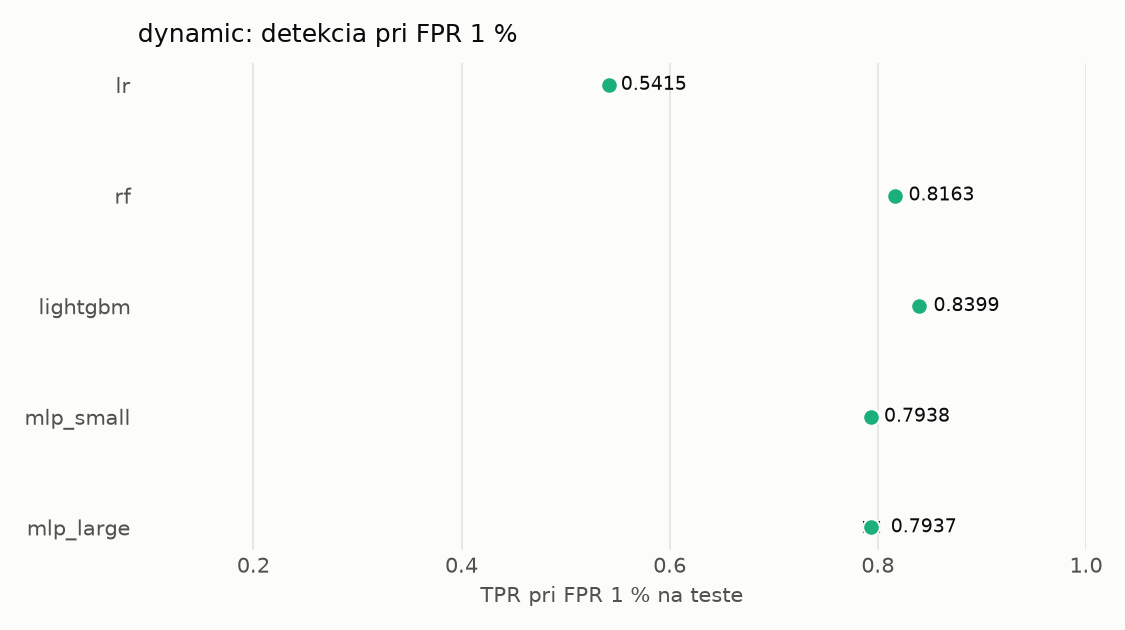 dynamic: detekcia pri FPR 1 %
lr
0.5415
rf
0.8163
lightgbm
0.8399
mlp_small
0.7938
mlp_large
0.7937
0.2 0.4 0.6 0.8 1.0
TPR pri FPR 1 % na teste